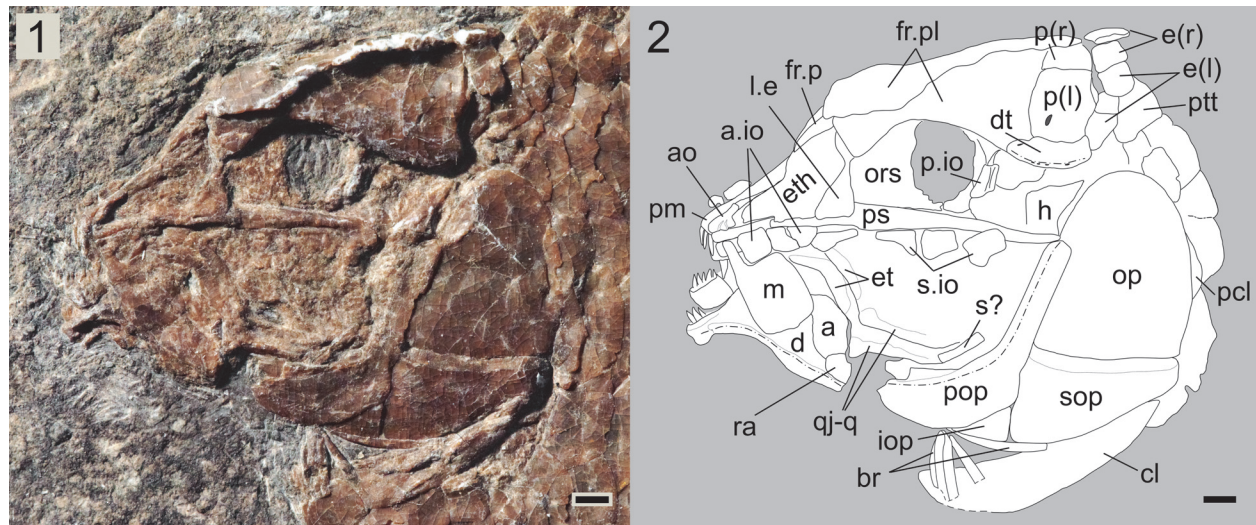 1
2
fr.pl
p(r)
e(r)
fr.p
l.e
e(l)
p(l)
ptt
a.io
dt
ao
p.io
eth
ors
pm
h
ps
op
et
m
s.io
pcl
s?
a
d
pop
sop
ra
qj-q
iop
br
cl